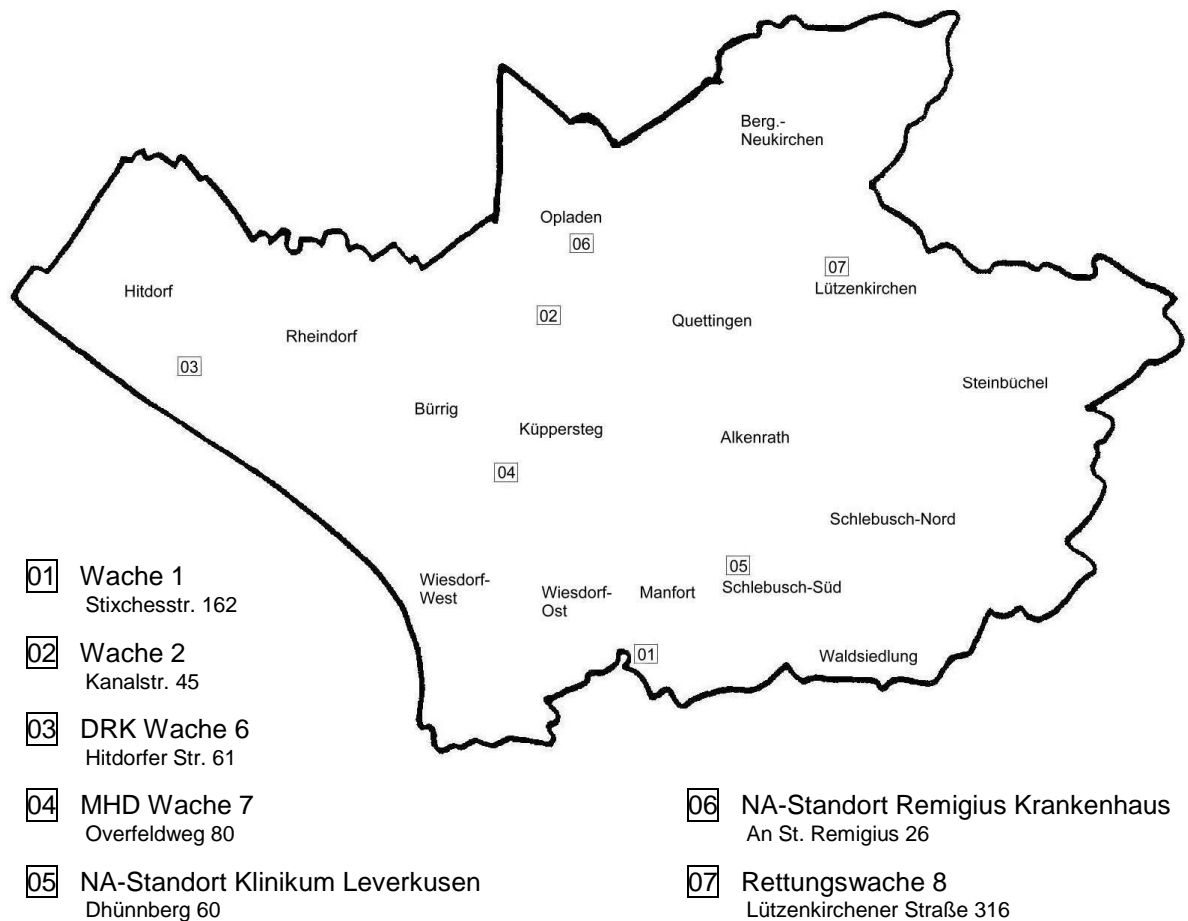 Berg.-
Neukirchen
Opladen
06
07
Lützenkirchen
Hitdorf
02
Quettingen
Rheindorf
03
Steinbüchel
Bürrig
Küppersteg
Alkenrath
04
Schlebusch-Nord
05
Schlebusch-Süd
Wiesdorf-
West
Wiesdorf-
Ost
Manfort
01
Waldsiedlung
01 Wache 1
Stixchesstr. 162
02 Wache 2
Kanalstr. 45
03 DRK Wache 6
Hitdorfer Str. 61
04 MHD Wache 7
Overfeldweg 80
05 NA-Standort Klinikum Leverkusen
Dhünnberg 60
06 NA-Standort Remigius Krankenhaus
An St. Remigius 26
07 Rettungswache 8
Lützenkirchener Straße 316